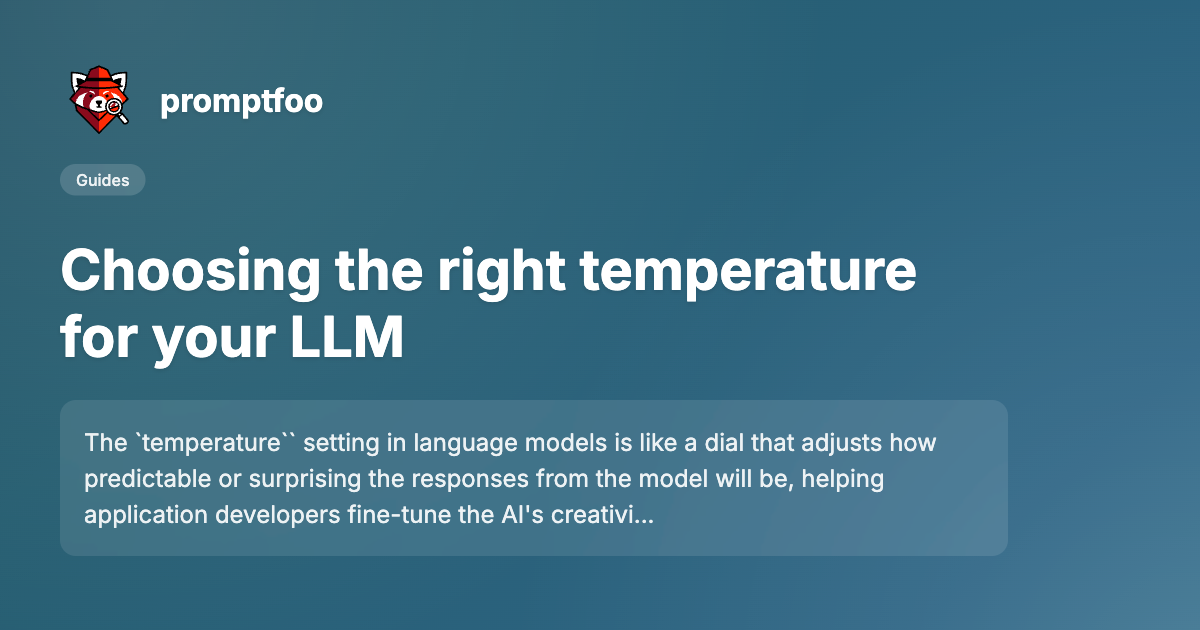 promptfoo
Guides
Choosing the right temperature
for your LLM
The `temperature`` setting in language models is like a dial that adjusts how
predictable or surprising the responses from the model will be, helping
application developers fine-tune the AI's creativi...